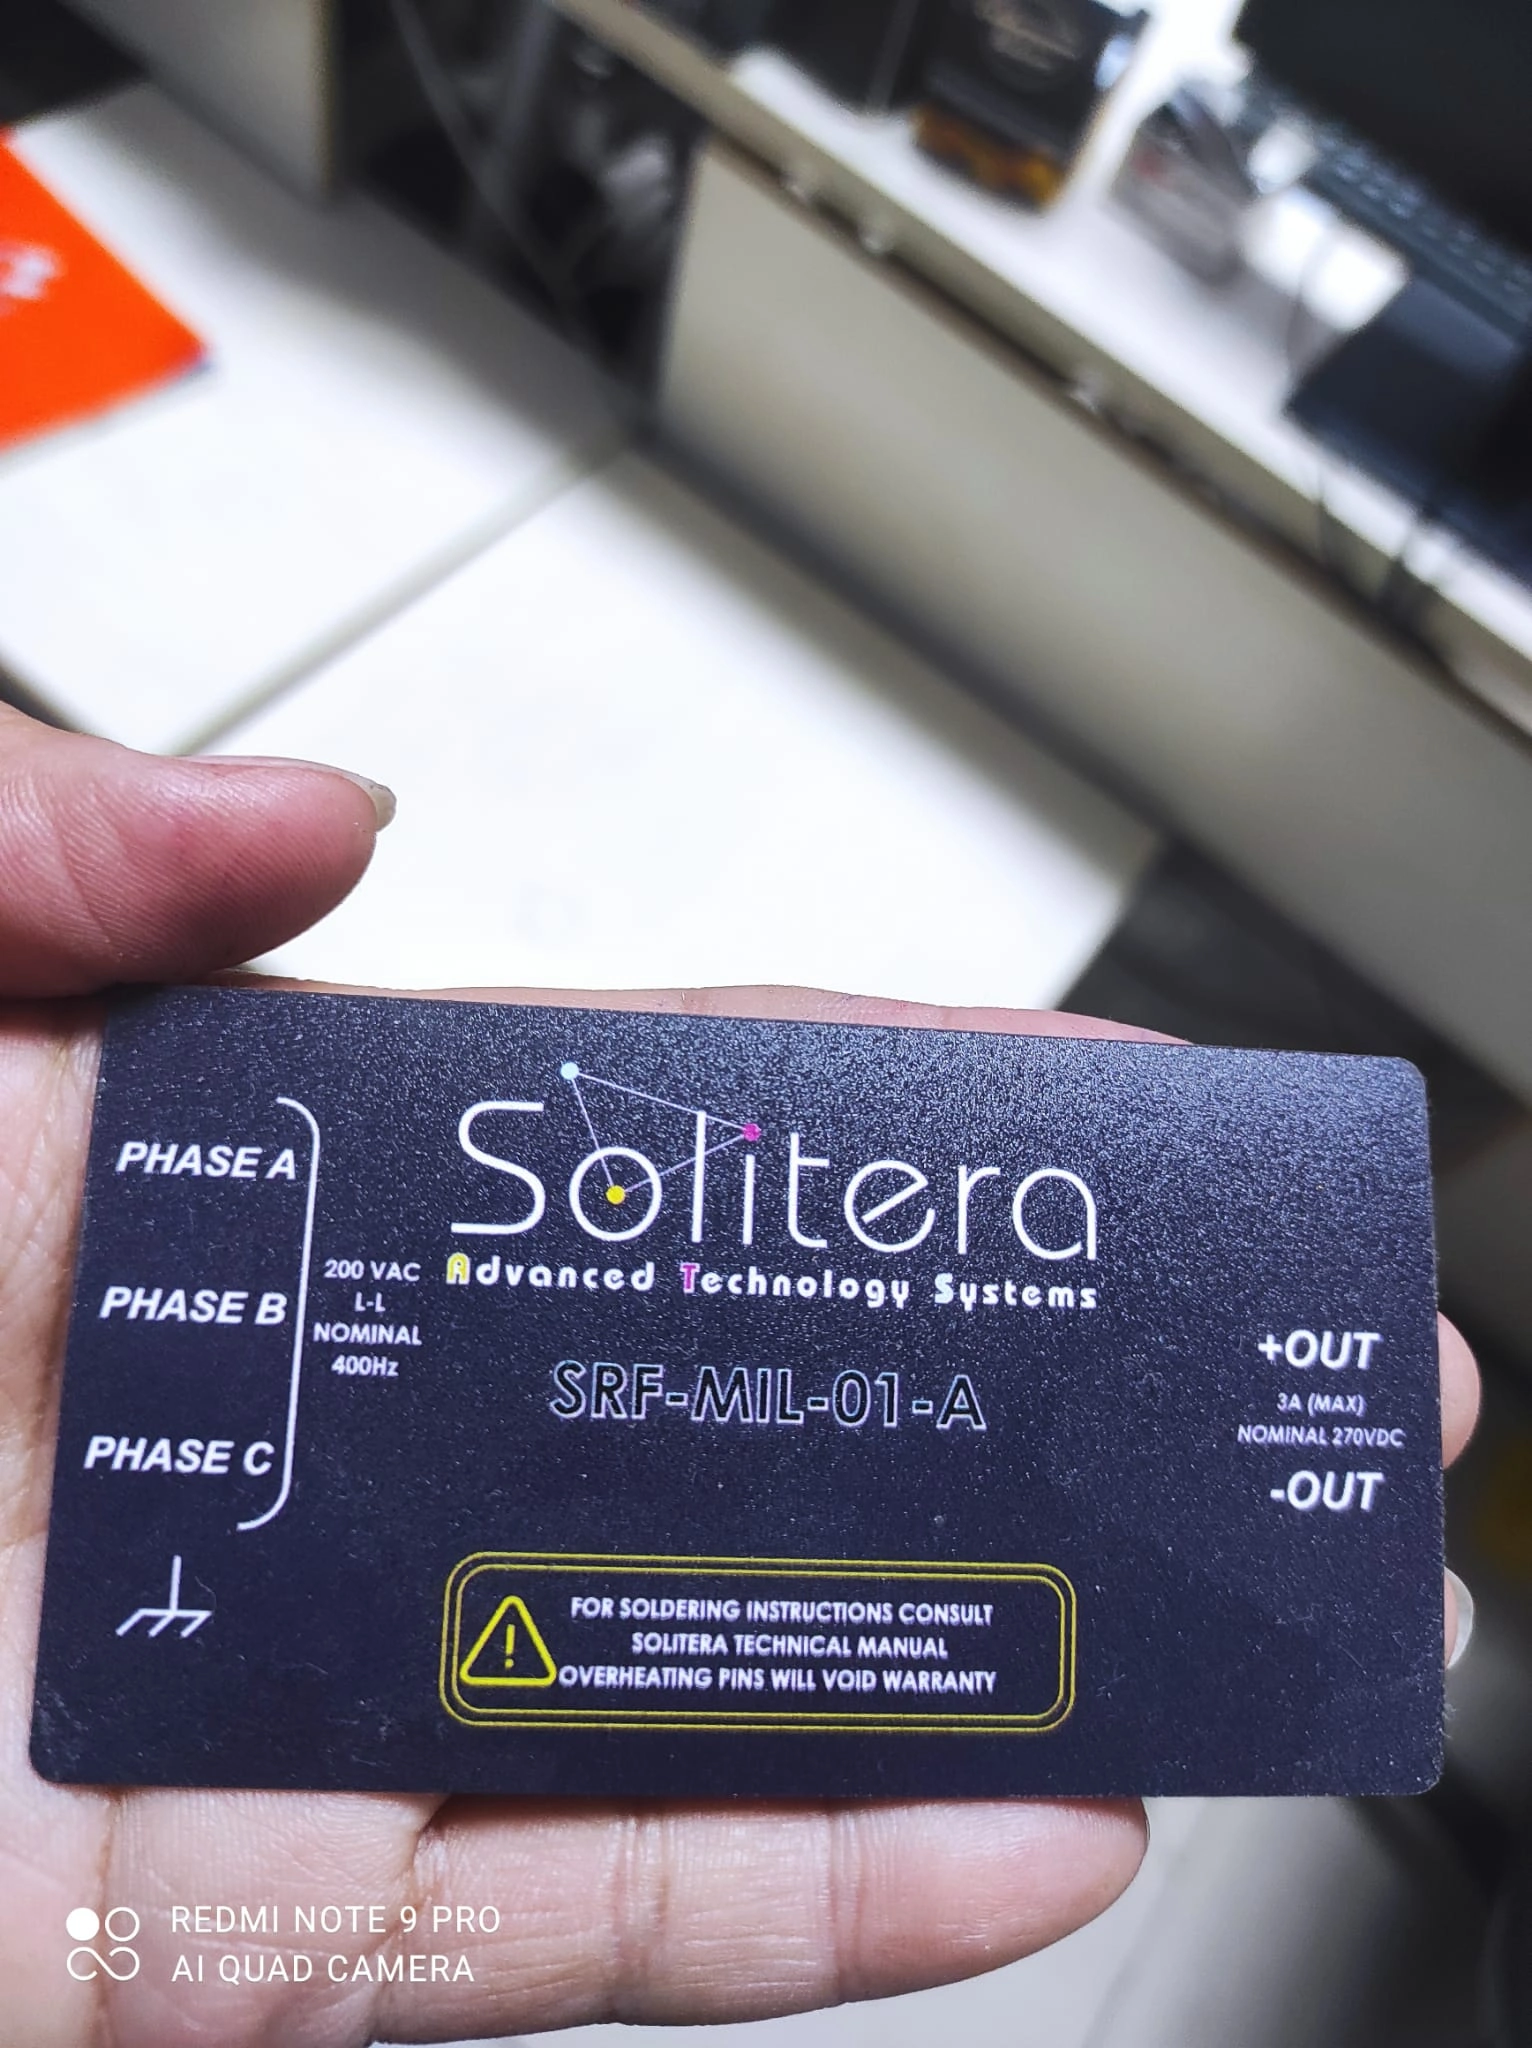 Solitera
Advanced Technology Systems
SRF-MIL-01-A
PHASE A
PHASE B
PHASE C
200 VAC
L-L
NOMINAL
400Hz
+OUT
3A (MAX)
NOMINAL 270VDC
-OUT
FOR SOLDERING INSTRUCTIONS CONSULT
SOLITERA TECHNICAL MANUAL
OVERHEATING PINS WILL VOID WARRANTY
REDMI NOTE 9 PRO
AI QUAD CAMERA